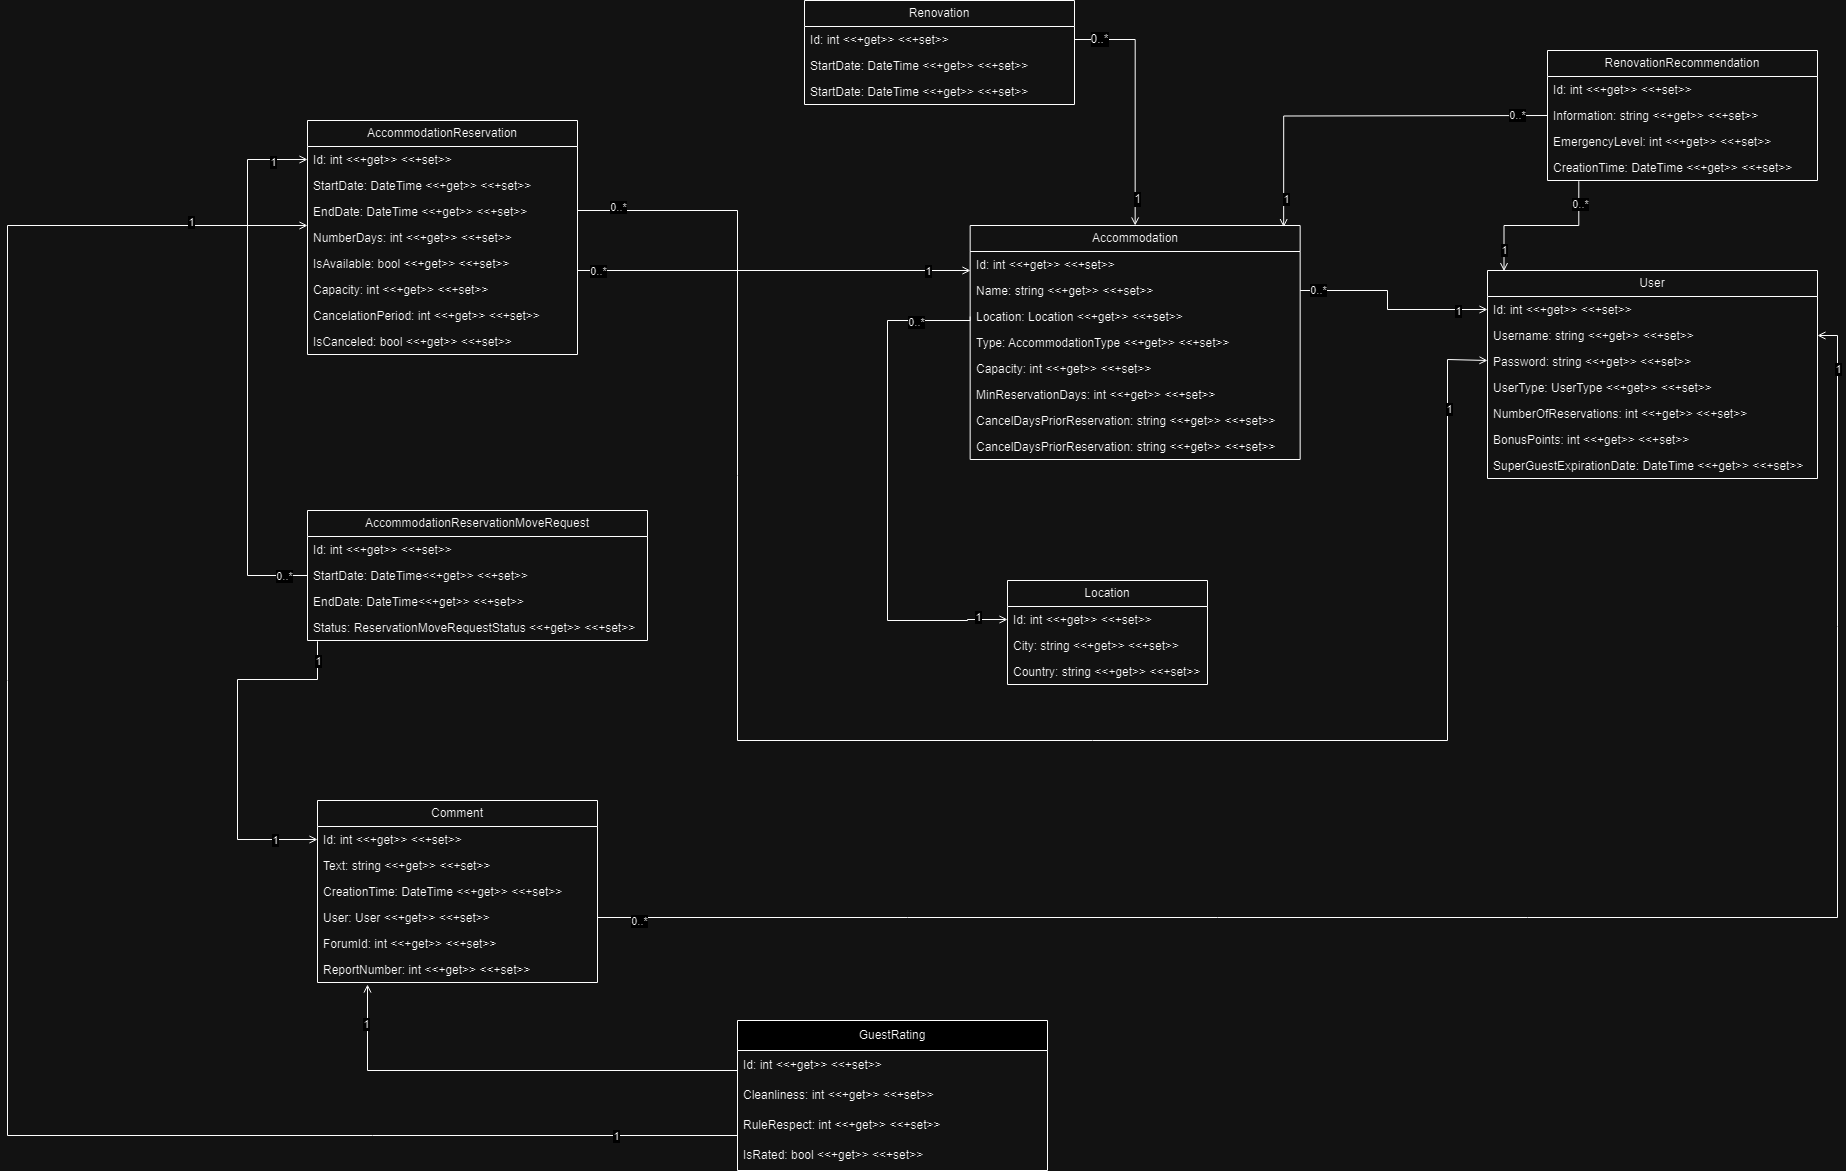 Renovation
Id: int <<+get>> <<+set>>
StartDate: DateTime <<+get>> <<+set>>
StartDate: DateTime <<+get>> <<+set>>
0..*
1
RenovationRecommendation
Id: int <<+get>> <<+set>>
Information: string <<+get>> <<+set>>
EmergencyLevel: int <<+get>> <<+set>>
CreationTime: DateTime <<+get>> <<+set>>
0..*
1
0..*
1
AccommodationReservation
Id: int <<+get>> <<+set>>
StartDate: DateTime <<+get>> <<+set>>
EndDate: DateTime <<+get>> <<+set>>
NumberDays: int <<+get>> <<+set>>
IsAvailable: bool <<+get>> <<+set>>
Capacity: int <<+get>> <<+set>>
CancelationPeriod: int <<+get>> <<+set>>
IsCanceled: bool <<+get>> <<+set>>
1
1
0..*
0..*
1
Accommodation
Id: int <<+get>> <<+set>>
Name: string <<+get>> <<+set>>
Location: Location <<+get>> <<+set>>
Type: AccommodationType <<+get>> <<+set>>
Capacity: int <<+get>> <<+set>>
MinReservationDays: int <<+get>> <<+set>>
CancelDaysPriorReservation: string <<+get>> <<+set>>
CancelDaysPriorReservation: string <<+get>> <<+set>>
0..*
1
0..*
User
Id: int <<+get>> <<+set>>
Username: string <<+get>> <<+set>>
Password: string <<+get>> <<+set>>
UserType: UserType <<+get>> <<+set>>
NumberOfReservations: int <<+get>> <<+set>>
BonusPoints: int <<+get>> <<+set>>
SuperGuestExpirationDate: DateTime <<+get>> <<+set>>
1
1
AccommodationReservationMoveRequest
Id: int <<+get>> <<+set>>
StartDate: DateTime<<+get>> <<+set>>
EndDate: DateTime<<+get>> <<+set>>
Status: ReservationMoveRequestStatus <<+get>> <<+set>>
0..*
1
Location
Id: int <<+get>> <<+set>>
City: string <<+get>> <<+set>>
Country: string <<+get>> <<+set>>
1
Comment
Id: int <<+get>> <<+set>>
Text: string <<+get>> <<+set>>
CreationTime: DateTime <<+get>> <<+set>>
User: User <<+get>> <<+set>>
ForumId: int <<+get>> <<+set>>
ReportNumber: int <<+get>> <<+set>>
1
0..*
1
GuestRating
Id: int <<+get>> <<+set>>
Cleanliness: int <<+get>> <<+set>>
RuleRespect: int <<+get>> <<+set>>
IsRated: bool <<+get>> <<+set>>
1